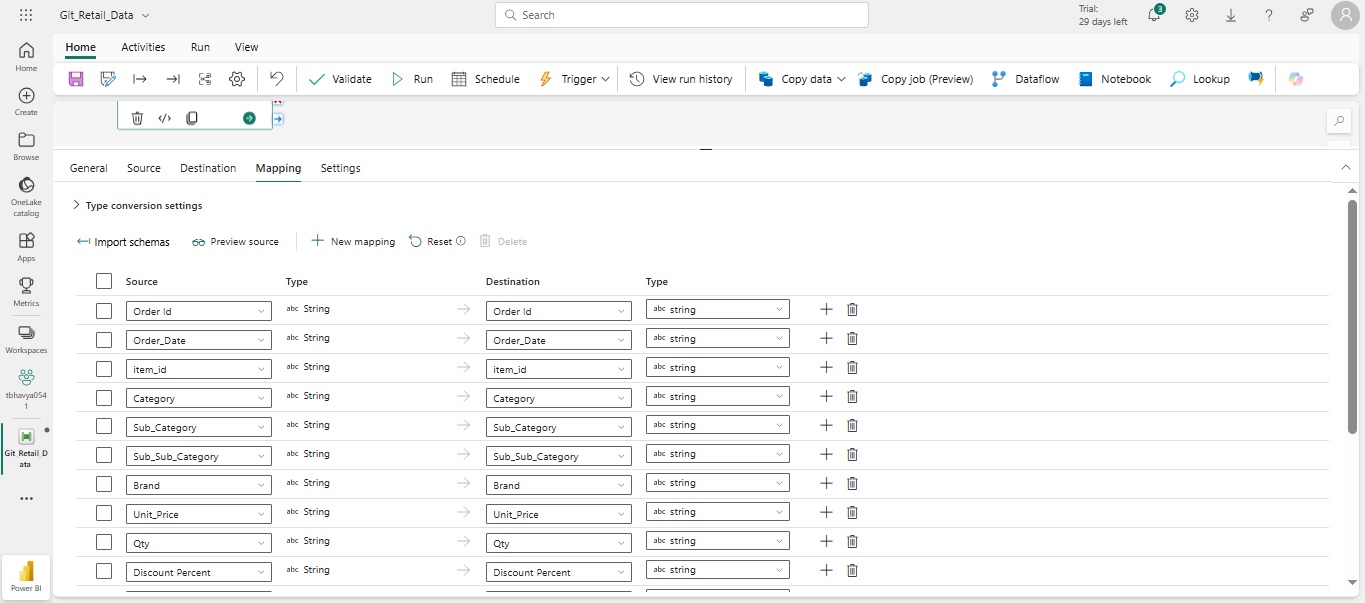 Git_Retail_Data
Search
Trial:
29 days left
3
Home Activities Run View
Validate Run Schedule Trigger View run history Copy data Copy job (Preview) Dataflow Notebook Lookup
Home
Create
Browse
OneLake
catalog
Apps
Metrics
Workspaces
tbhavya054
1
Git_Retail_D
ata
Power BI
General Source Destination Mapping Settings
Type conversion settings
Import schemas Preview source New mapping Reset Delete
Source Type Destination Type
Order Id abc String Order Id abc string
Order_Date abc String Order_Date abc string
item_id abc String item_id abc string
Category abc String Category abc string
Sub_Category abc String Sub_Category abc string
Sub_Sub_Category abc String Sub_Sub_Category abc string
Brand abc String Brand abc string
Unit_Price abc String Unit_Price abc string
Qty abc String Qty abc string
Discount Percent abc String Discount Percent abc string